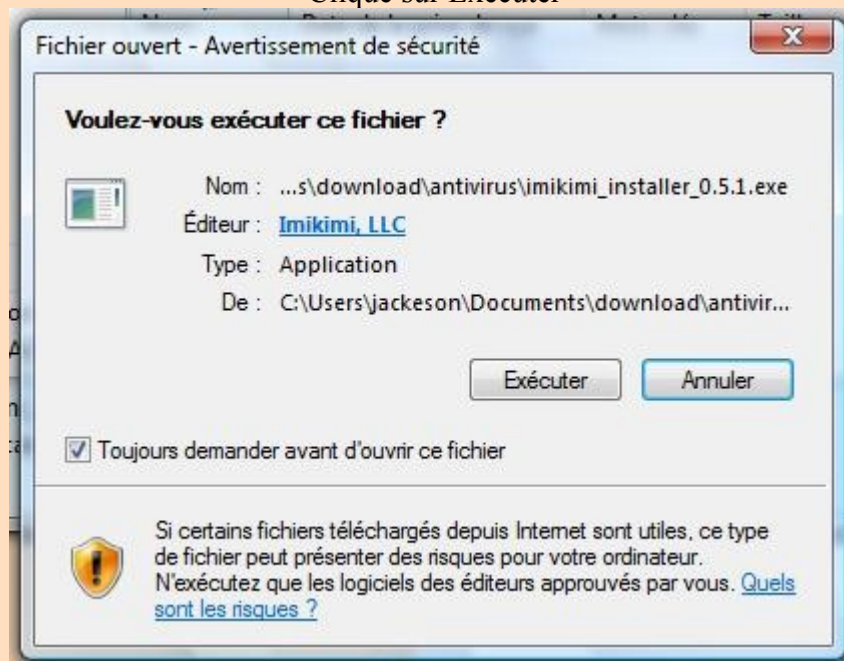 Clique sur Exécuter
Fichier ouvert - Avertissement de sécurité
Voulez-vous exécuter ce fichier ?
Nom : ...s\download\antivirus\imikimi_installer_0.5.1.exe
Éditeur : Imikimi, LLC
Type : Application
De : C:\Users\jackeson\Documents\download\antivir...
Exécuter Annuler
Toujours demander avant d'ouvrir ce fichier
Si certains fichiers téléchargés depuis Internet sont utiles, ce type
de fichier peut présenter des risques pour votre ordinateur.
N'exécutez que les logiciels des éditeurs approuvés par vous. Quels
sont les risques ?